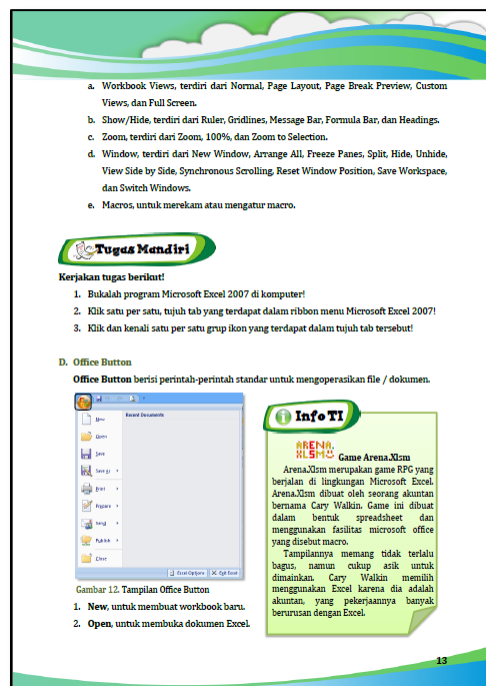 a. Workbook Views, terdiri dari Normal, Page Layout, Page Break Preview, Custom
Views, dan Full Screen.
b. Show/Hide, terdiri dari Ruler, Gridlines, Message Bar, Formula Bar, dan Headings.
c. Zoom, terdiri dari Zoom, 100%, dan Zoom to Selection.
d. Window, terdiri dari New Window, Arrange All, Freeze Panes, Split, Hide, Unhide,
View Side by Side, Synchronous Scrolling, Reset Window Position, Save Workspace,
dan Switch Windows.
e. Macros, untuk merekam atau mengatur macro.
Tugas Mandiri
Kerjakan tugas berikut!
1. Bukalah program Microsoft Excel 2007 di komputer!
2. Klik satu per satu, tujuh tab yang terdapat dalam ribbon menu Microsoft Excel 2007!
3. Klik dan kenali satu per satu grup ikon yang terdapat dalam tujuh tab tersebut!
D. Office Button
Office Button berisi perintah-perintah standar untuk mengoperasikan file / dokumen.
Recent Documents
New
Open
Save
Save As
Print
Prepare
Send
Publish
Close
Excel Options
Exit Excel
Gambar 12. Tampilan Office Button
1. New, untuk membuat workbook baru.
2. Open, untuk membuka dokumen Excel.
Info TI
ARENA.
XLSM
Game Arena.Xlsm
Arena.Xlsm merupakan game RPG yang
berjalan di lingkungan Microsoft Excel.
Arena.Xlsm dibuat oleh seorang akuntan
bernama Cary Walkin. Game ini dibuat
dalam bentuk spreadsheet dan
menggunakan fasilitas microsoft office
yang disebut macro.
Tampilannya memang tidak terlalu
bagus, namun cukup asik untuk
dimainkan. Cary Walkin memilih
menggunakan Excel karena dia adalah
akuntan, yang pekerjaannya banyak
berurusan dengan Excel.
13